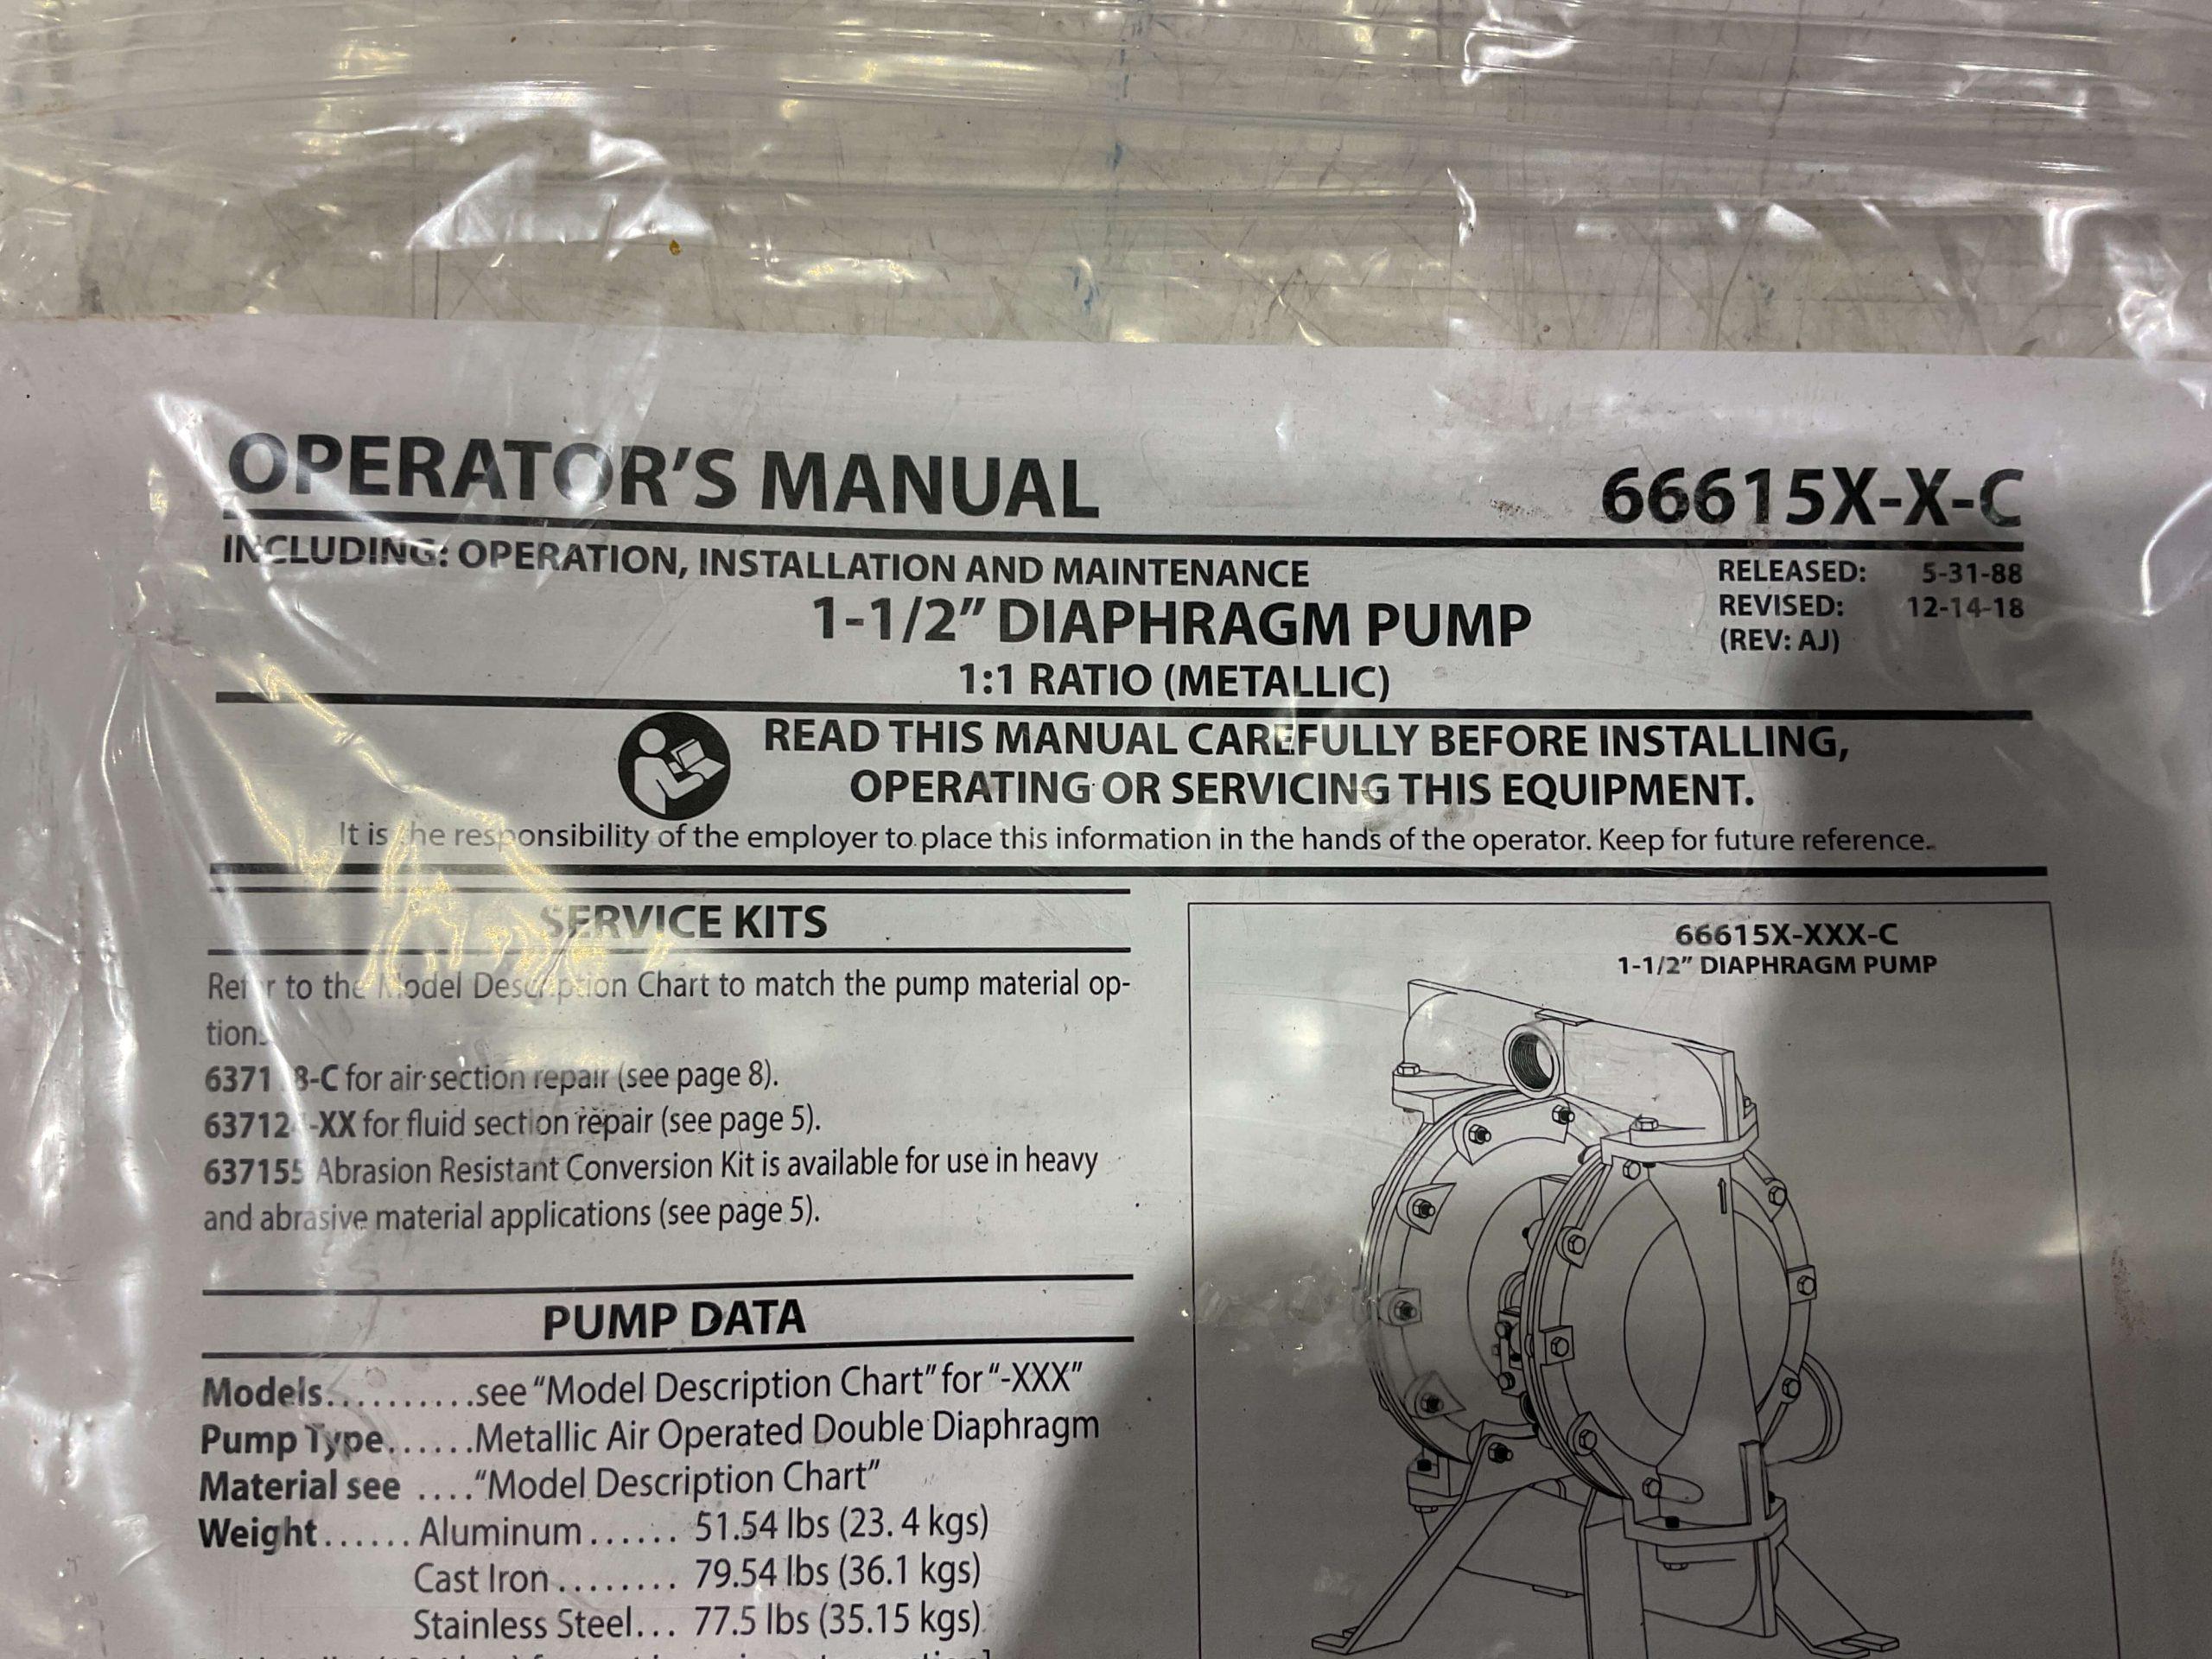 OPERATOR'S MANUAL
66615X-X-C
INCLUDING: OPERATION, INSTALLATION AND MAINTENANCE
RELEASED: 5-31-88
REVISED: 12-14-18
(REV: AJ)
1-1/2" DIAPHRAGM PUMP
1:1 RATIO (METALLIC)
READ THIS MANUAL CAREFULLY BEFORE INSTALLING,
OPERATING OR SERVICING THIS EQUIPMENT.
It is the responsibility of the employer to place this information in the hands of the operator. Keep for future reference.
SERVICE KITS
Refer to the Model Description Chart to match the pump material op-
tions.
for air section repair (see page 8).
for fluid section repair (see page 5).
637155 Abrasion Resistant Conversion Kit is available for use in heavy
and abrasive material applications (see page 5).
PUMP DATA
Models..........see "Model Description Chart" for "-XXX"
Pump Type......Metallic Air Operated Double Diaphragm
Material see ...."Model Description Chart"
Weight...... Aluminum...... 51.54 lbs (23. 4 kgs)
Cast Iron........ 79.54 lbs (36.1 kgs)
Stainless Steel... 77.5 lbs (35.15 kgs)
66615X-XXX-C
1-1/2" DIAPHRAGM PUMP